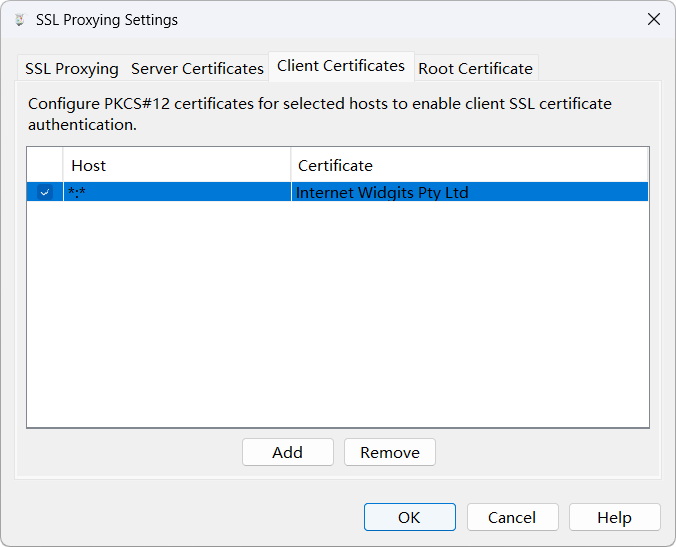 SSL Proxying Settings
SSL Proxying Server Certificates Client Certificates Root Certificate
Configure PKCS#12 certificates for selected hosts to enable client SSL certificate
authentication.
Host Certificate
*:* Internet Widgits Pty Ltd
Add Remove
OK Cancel Help